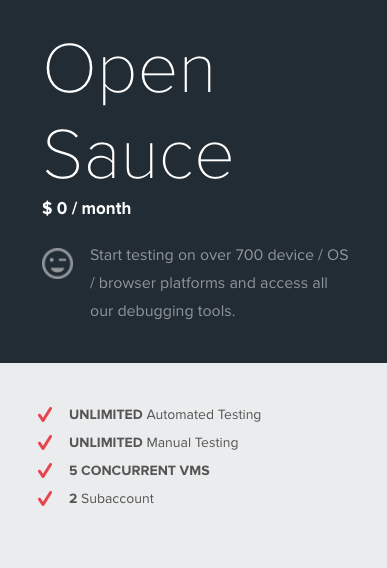 Open
Sauce
$ 0 / month
Start testing on over 700 device / OS
/ browser platforms and access all
our debugging tools.
UNLIMITED Automated Testing
UNLIMITED Manual Testing
5 CONCURRENT VMS
2 Subaccount